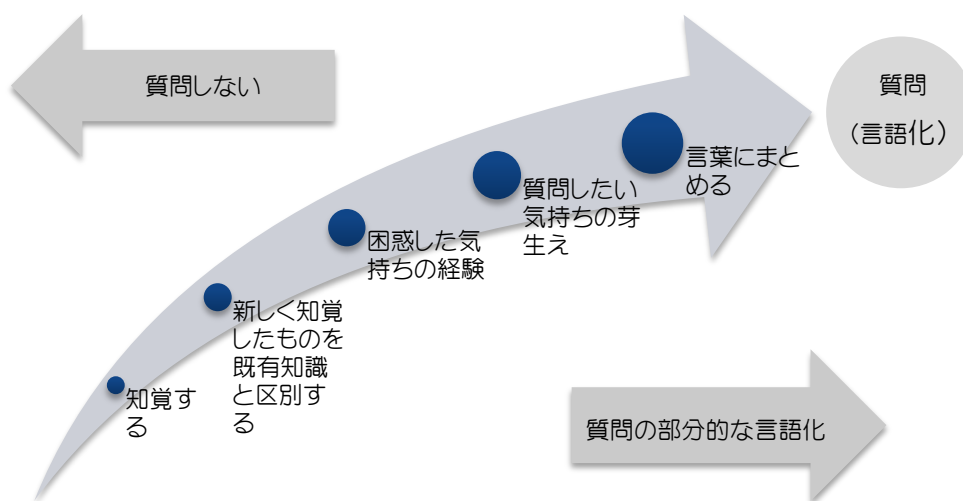 質問しない
質問
(言語化)
言葉にまと
める
質問したい
気持ちの芽
生え
困惑した気
持ちの経験
新しく知覚
したものを
既有知識
と区別す
る
知覚す
る
質問の部分的な言語化